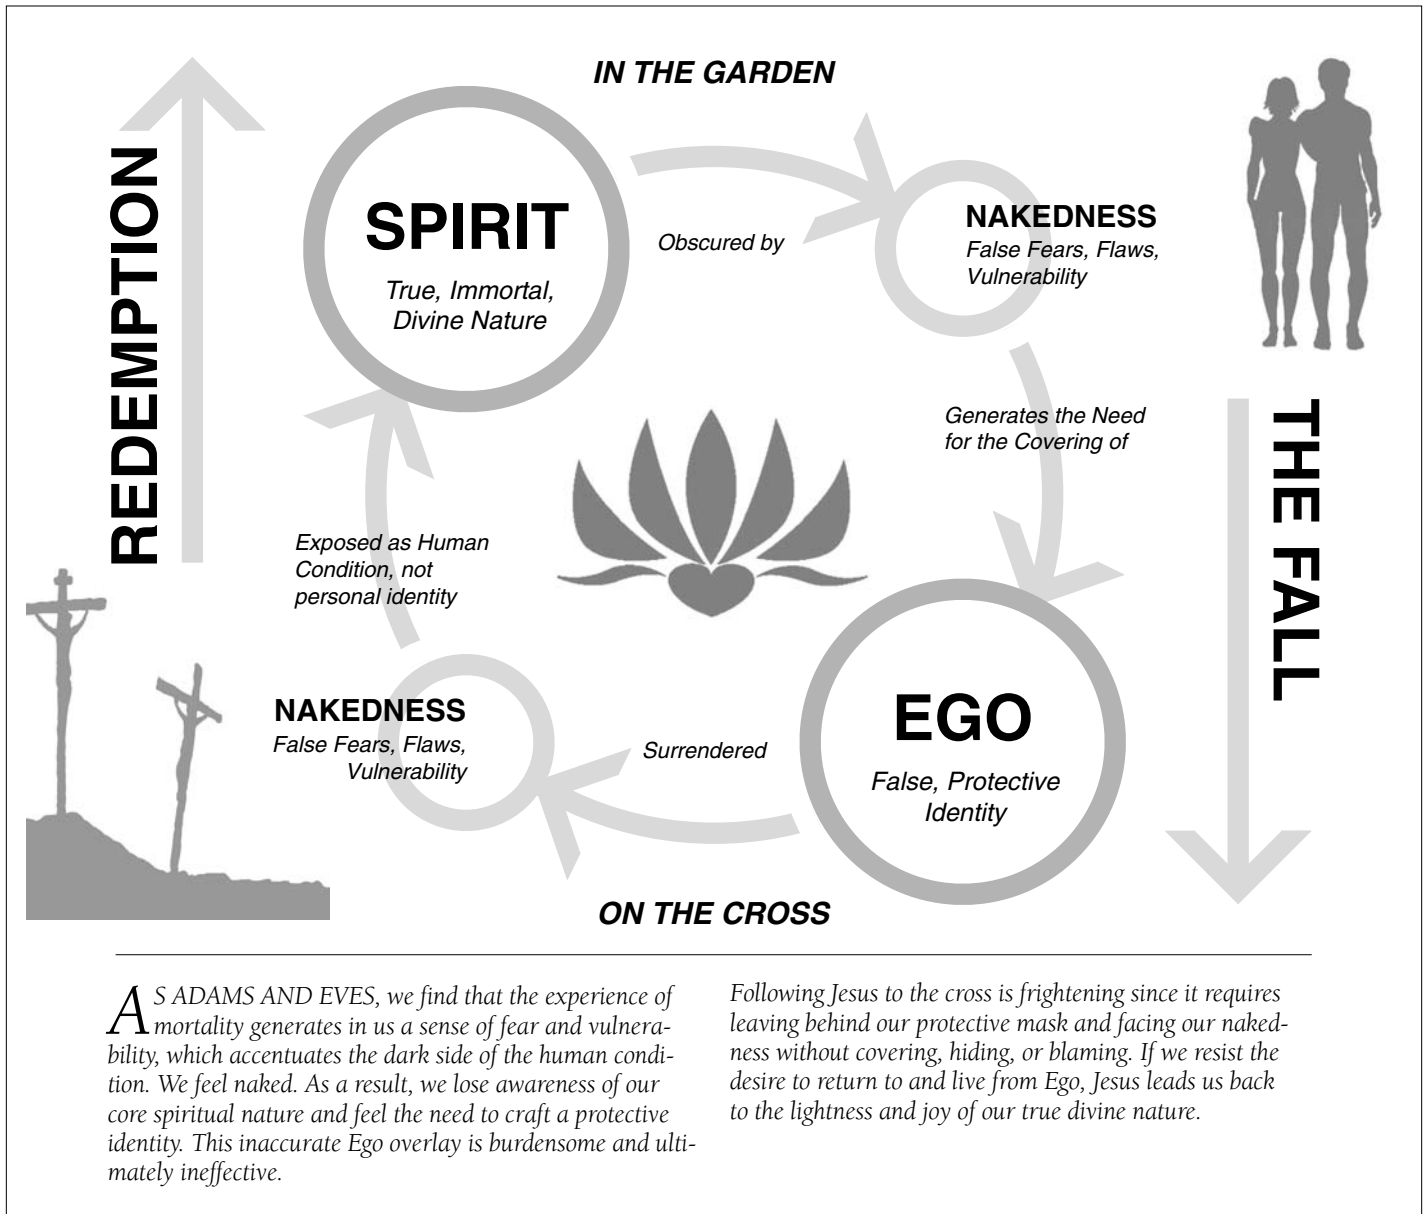 IN THE GARDEN
REDEMPTION
SPIRIT
True, Immortal,
Divine Nature
Obscured by
NAKEDNESS
False Fears, Flaws,
Vulnerability
Generates the Need
for the Covering of
THE FALL
EGO
False, Protective
Identity
Surrendered
NAKEDNESS
False Fears, Flaws,
Vulnerability
Exposed as Human
Condition, not
personal identity
ON THE CROSS
AS ADAMS AND EVES, we find that the experience of
mortality generates in us a sense of fear and vulnera-
bility, which accentuates the dark side of the human condi-
tion. We feel naked. As a result, we lose awareness of our
core spiritual nature and feel the need to craft a protective
identity. This inaccurate Ego overlay is burdensome and ulti-
mately ineffective.
Following Jesus to the cross is frightening since it requires
leaving behind our protective mask and facing our naked-
ness without covering, hiding, or blaming. If we resist the
desire to return to and live from Ego, Jesus leads us back
to the lightness and joy of our true divine nature.